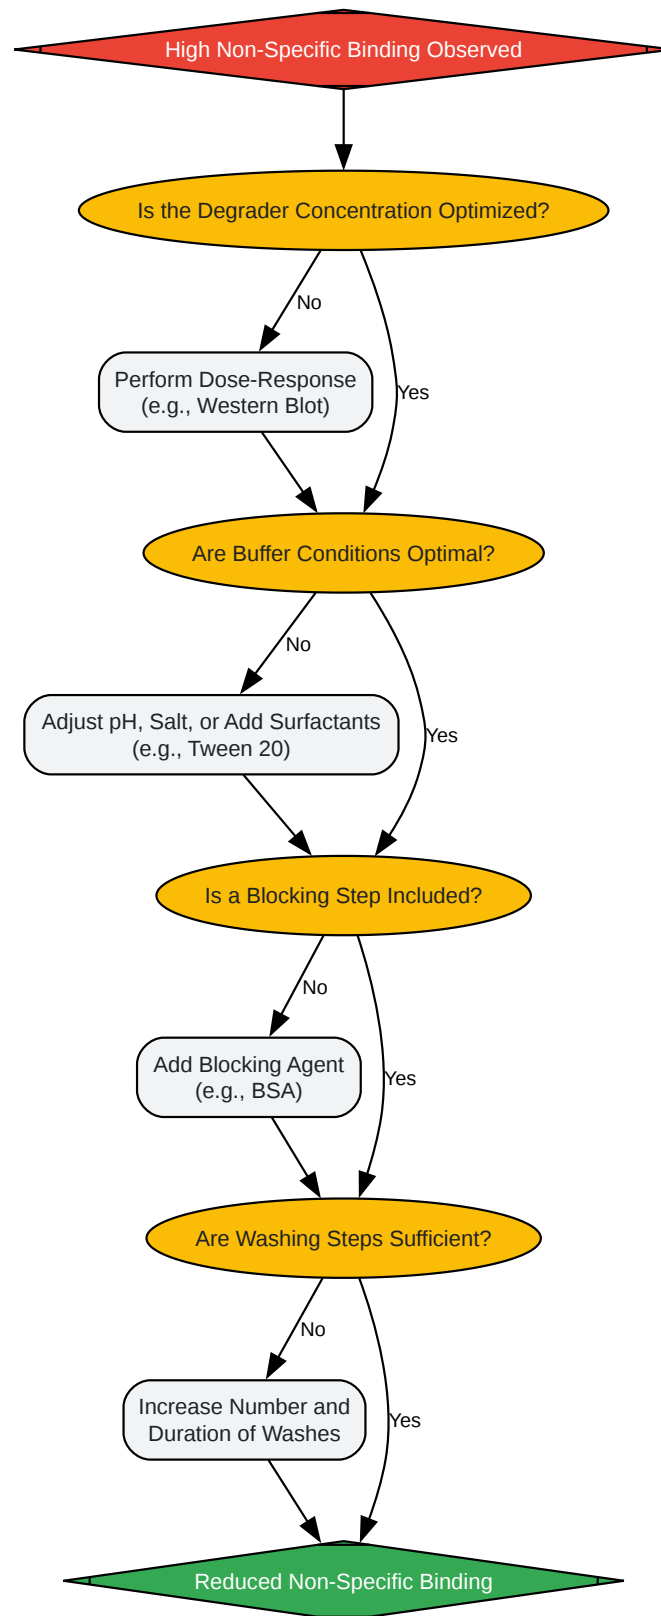 High Non-Specific Binding Observed
Is the Degrader Concentration Optimized?
No
Perform Dose-Response
(e.g., Western Blot)
Yes
Are Buffer Conditions Optimal?
No
Adjust pH, Salt, or Add Surfactants
(e.g., Tween 20)
Yes
Is a Blocking Step Included?
No
Add Blocking Agent
(e.g., BSA)
Yes
Are Washing Steps Sufficient?
No
Increase Number and
Duration of Washes
Yes
Reduced Non-Specific Binding